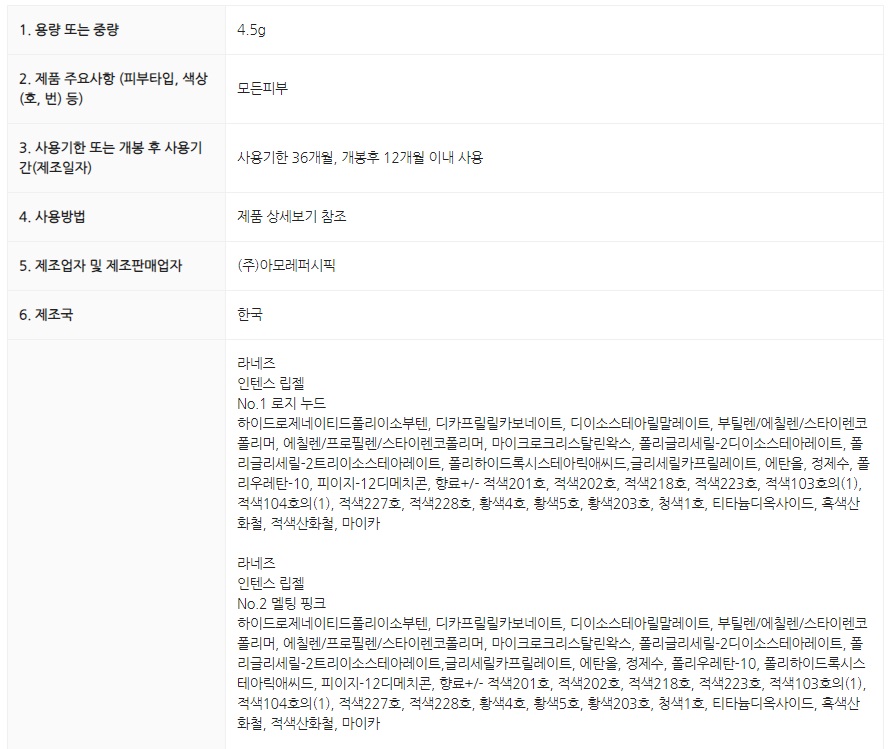 1. 용량 또는 중량
4.5g
2. 제품 주요사항 (피부타입, 색상
(호, 번) 등)
모든피부
3. 사용기한 또는 개봉 후 사용기
간(제조일자)
사용기한 36개월, 개봉후 12개월 이내 사용
4. 사용방법
제품 상세보기 참조
5. 제조업자 및 제조판매업자
(주)아모레퍼시픽
6. 제조국
한국
라네즈
인텐스 립젤
No.1 로지 누드
하이드로제네이티드폴리이소부텐, 디카프릴릴카보네이트, 디이소스테아릴말레이트, 부틸렌/에칠렌/스타이렌코
폴리머, 에칠렌/프로필렌/스타이렌코폴리머, 마이크로크리스탈린왁스, 폴리글리세릴-2디이소스테아레이트, 폴
리글리세릴-2트리이소스테아레이트, 폴리하이드록시스테아릭애씨드,글리세릴카프릴레이트, 에탄올, 정제수, 폴
리우레탄-10, 피이지-12디메치콘, 향료+/- 적색201호, 적색202호, 적색218호, 적색223호, 적색103호의(1),
적색104호의(1), 적색227호, 적색228호, 황색4호, 황색5호, 황색203호, 청색1호, 티타늄디옥사이드, 흑색산
화철, 적색산화철, 마이카
라네즈
인텐스 립젤
No.2 멜팅 핑크
하이드로제네이티드폴리이소부텐, 디카프릴릴카보네이트, 디이소스테아릴말레이트, 부틸렌/에칠렌/스타이렌코
폴리머, 에칠렌/프로필렌/스타이렌코폴리머, 마이크로크리스탈린왁스, 폴리글리세릴-2디이소스테아레이트, 폴
리글리세릴-2트리이소스테아레이트,글리세릴카프릴레이트, 에탄올, 정제수, 폴리우레탄-10, 폴리하이드록시스
테아릭애씨드, 피이지-12디메치콘, 향료+/- 적색201호, 적색202호, 적색218호, 적색223호, 적색103호의(1),
적색104호의(1), 적색227호, 적색228호, 황색4호, 황색5호, 황색203호, 청색1호, 티타늄디옥사이드, 흑색산
화철, 적색산화철, 마이카